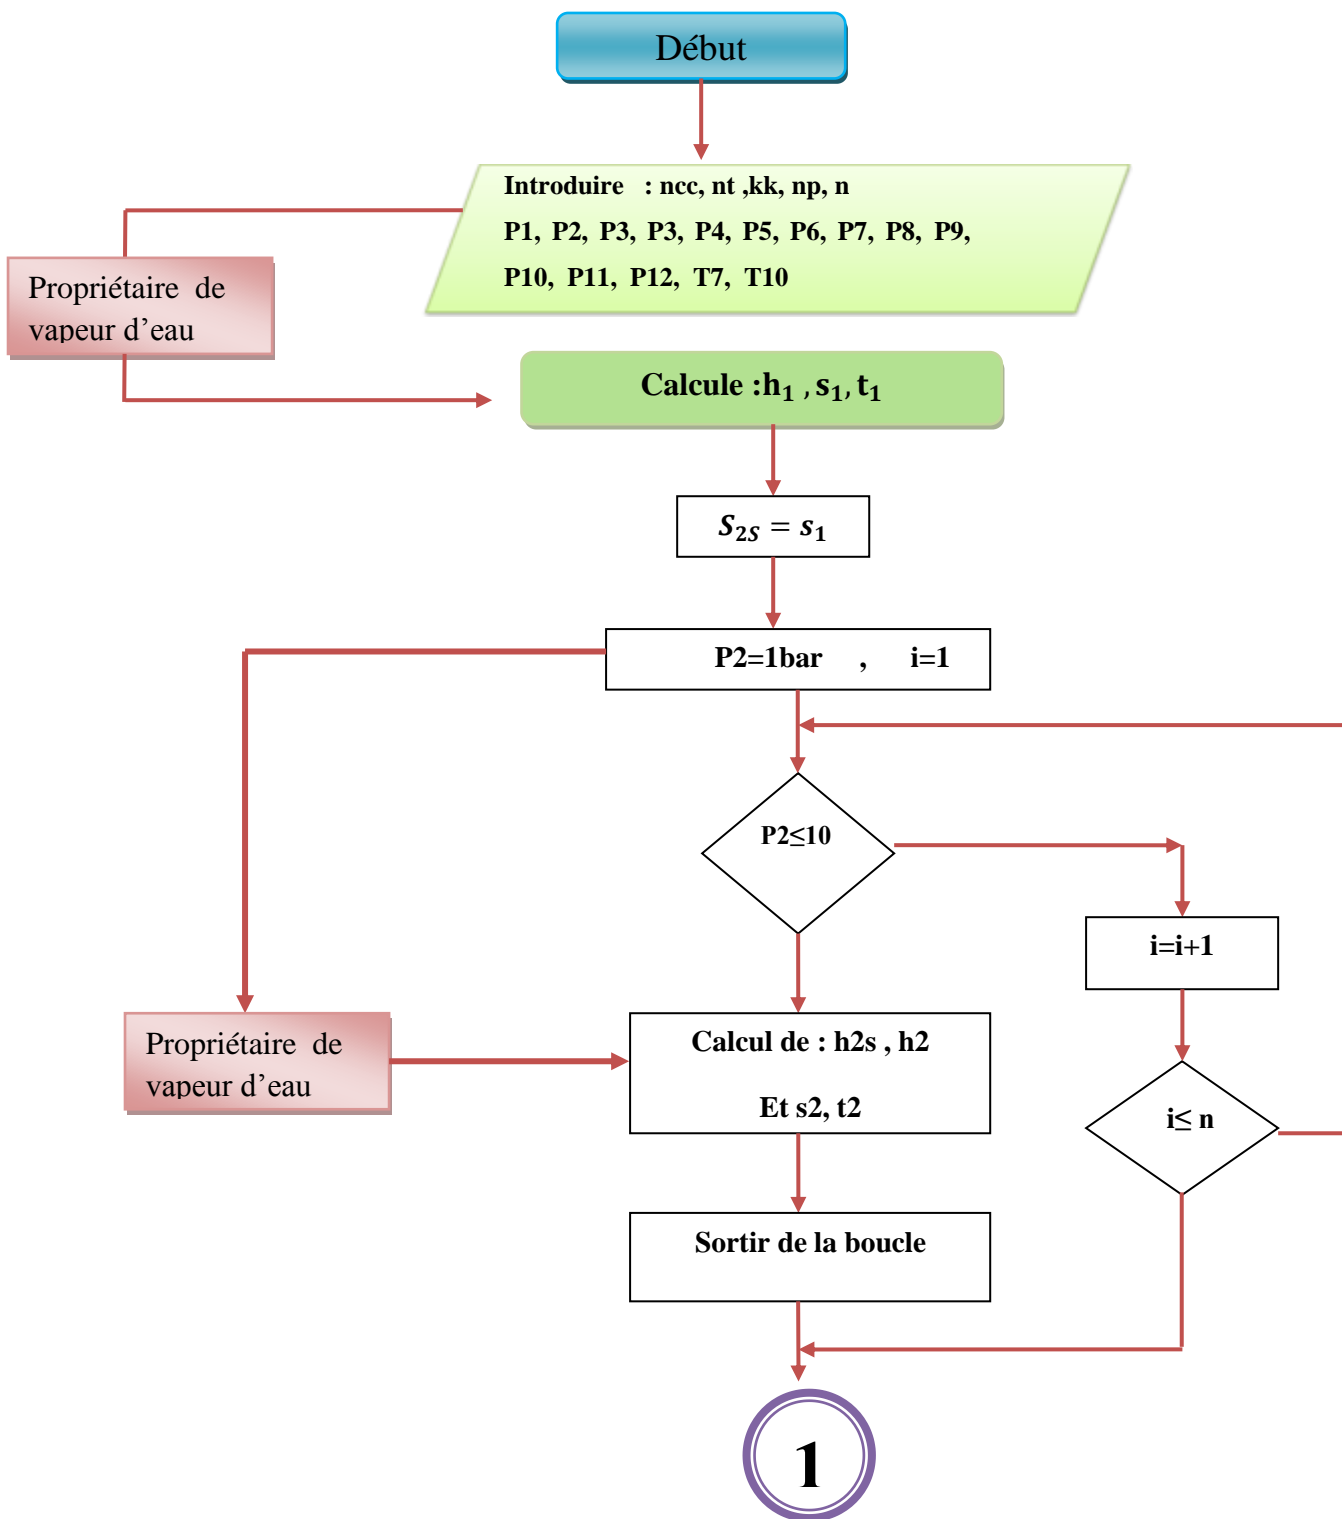 Début
Introduire : ncc, nt ,kk, np, n
P1, P2, P3, P3, P4, P5, P6, P7, P8, P9,
P10, P11, P12, T7, T10
Propriétaire de
vapeur d’eau
Calcule :h₁ , s₁, t₁
S₂ₛ = s₁
P2=1bar , i=1
P2≤10
i=i+1
Propriétaire de
vapeur d’eau
Calcul de : h2s , h2
Et s2, t2
i≤ n
Sortir de la boucle
1